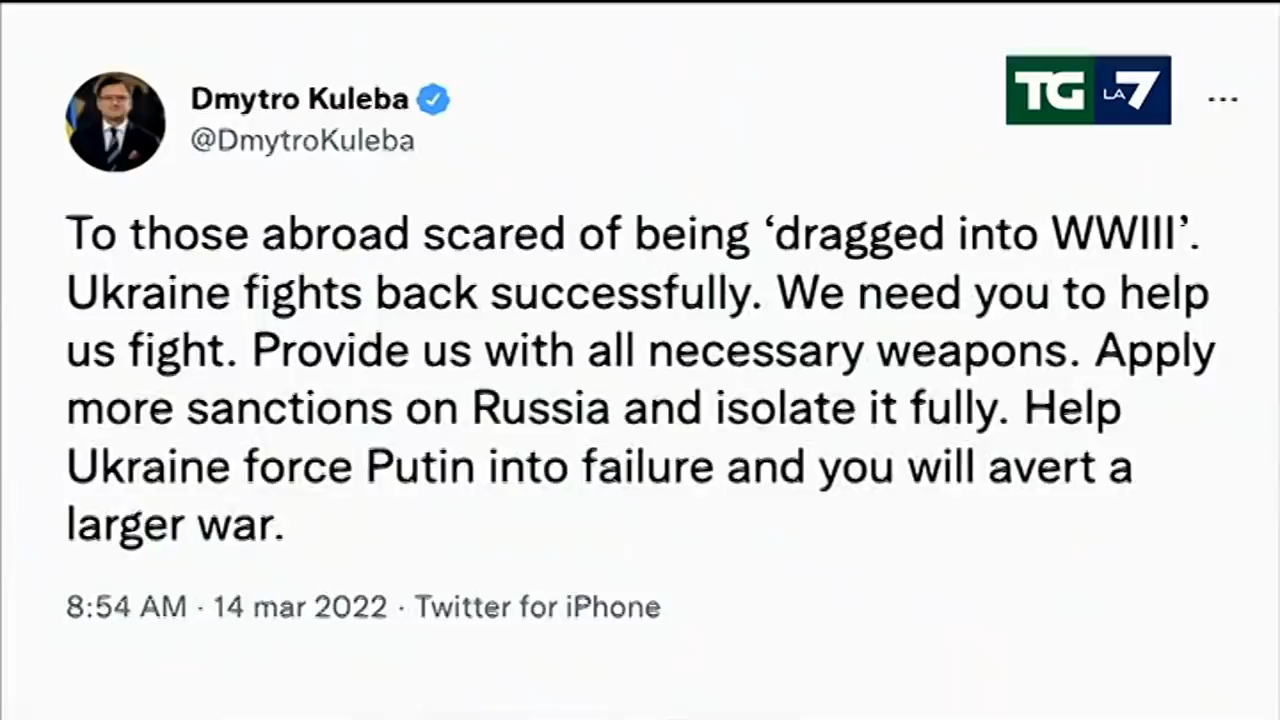 Dmytro Kuleba
@DmytroKuleba
TG LA7
To those abroad scared of being ‘dragged into WWIII’.
Ukraine fights back successfully. We need you to help
us fight. Provide us with all necessary weapons. Apply
more sanctions on Russia and isolate it fully. Help
Ukraine force Putin into failure and you will avert a
larger war.
8:54 AM · 14 mar 2022 · Twitter for iPhone